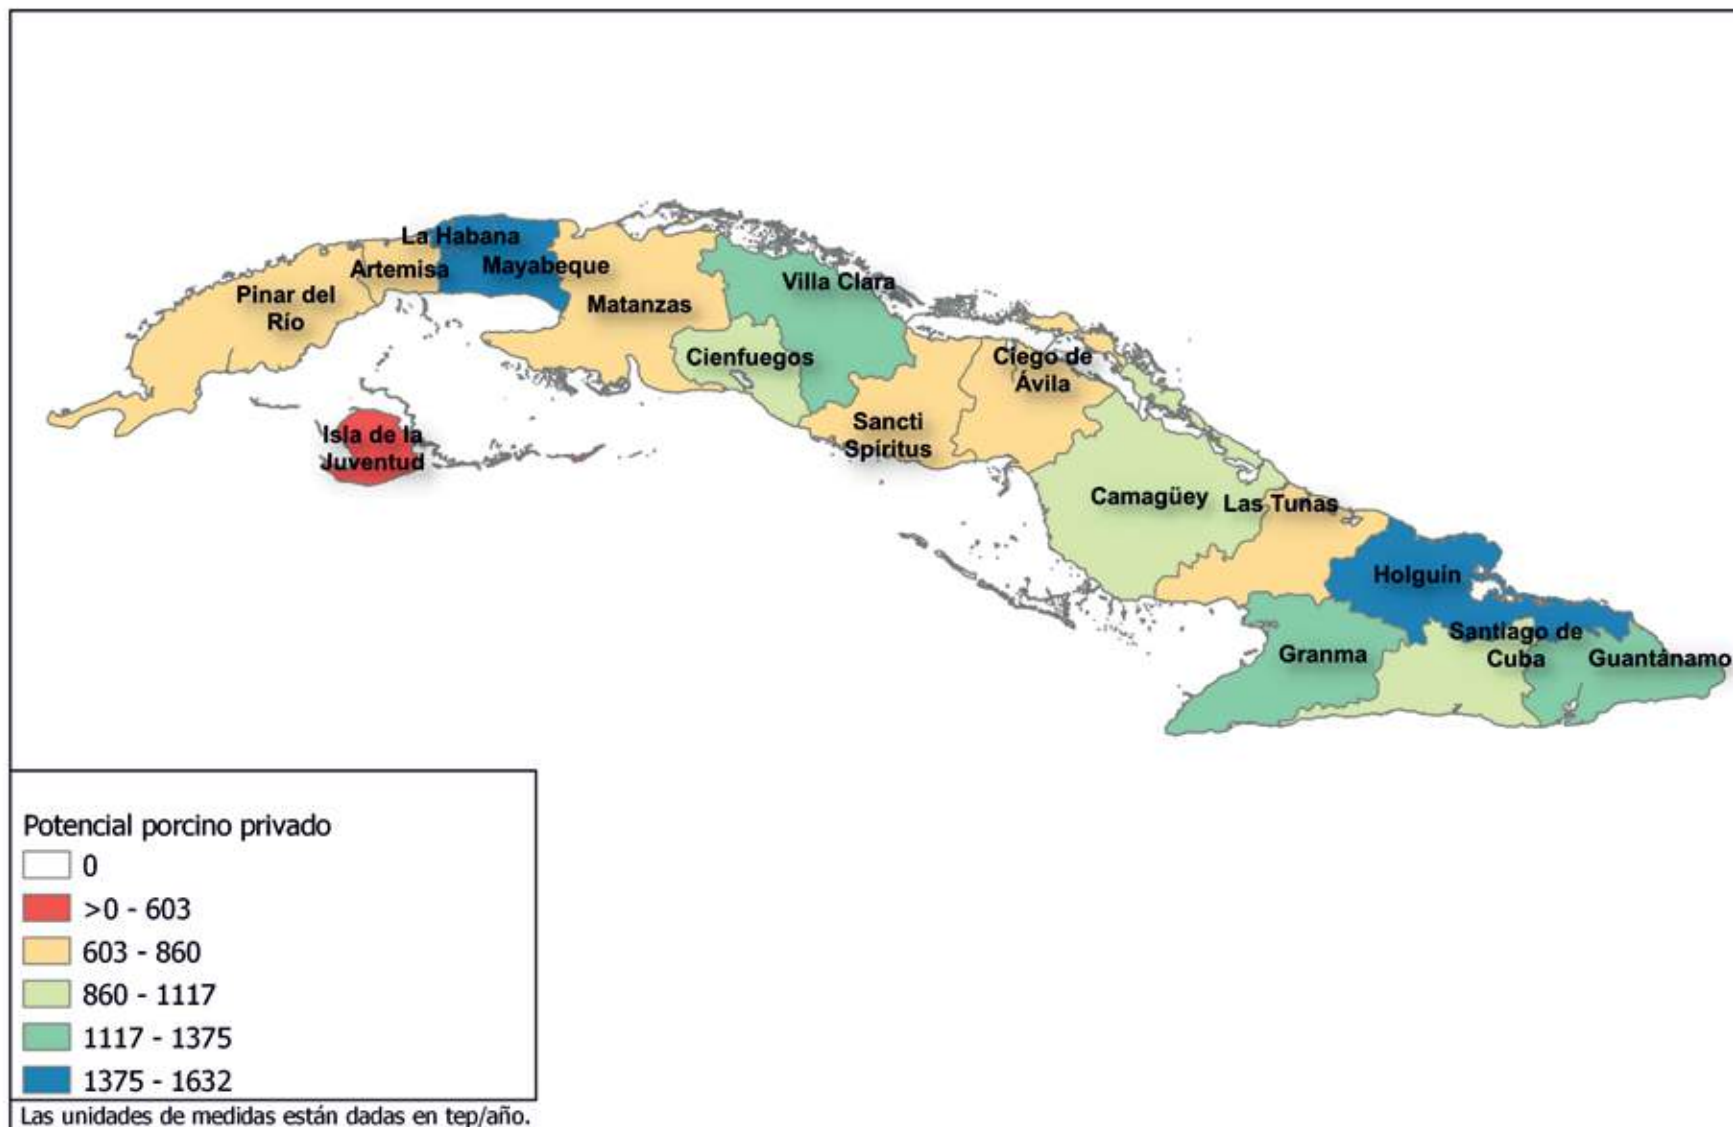 La Habana
Artemisa
Mayabeque
Pinar del
Río
Matanzas
Villa Clara
Cienfuegos
Isla de la
Juventud
Sancti
Spíritus
Ciego de
Ávila
Camagüey
Las Tunas
Holguín
Granma
Santiago de
Cuba
Guantánamo
Potencial porcino privado
0
>0 - 603
603 - 860
860 - 1117
1117 - 1375
1375 - 1632
Las unidades de medidas están dadas en tep/año.